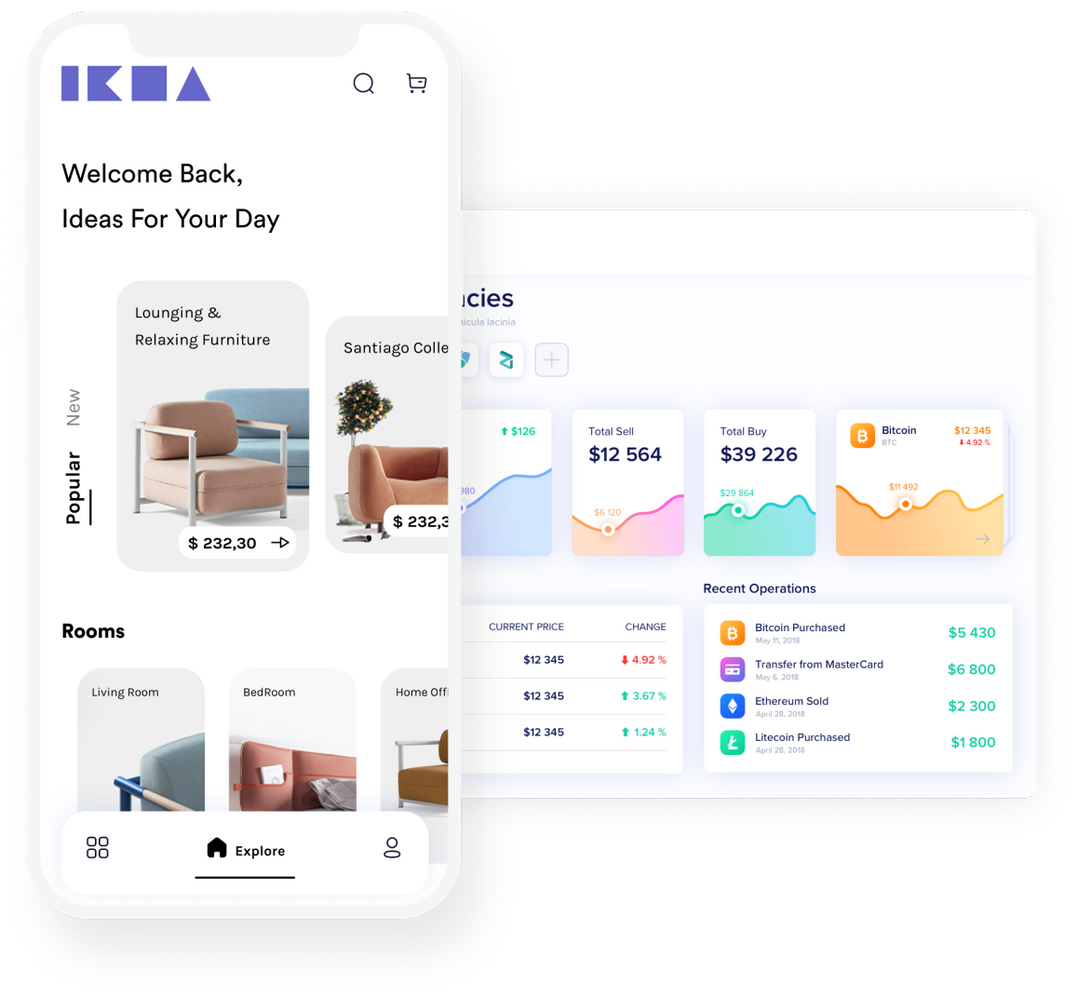 IKEA
Welcome Back,
Ideas For Your Day
New
Popular
Lounging &
Relaxing Furniture
$ 232,30
Santiago Colle
$ 232,3
Rooms
Living Room
BedRoom
Home Offi
Explore
cies
icula lacinia
$126
980
Total Sell
$12 564
$6 120
Total Buy
$39 226
$29 864
Bitcoin
BTC
$12 345
4.92 %
$11 492
CURRENT PRICE CHANGE
$12 345 4.92 %
$12 345 3.67 %
$12 345 1.24 %
Recent Operations
Bitcoin Purchased
May 11, 2018
$5 430
Transfer from MasterCard
May 6, 2018
$6 800
Ethereum Sold
April 28, 2018
$2 300
Litecoin Purchased
April 28, 2018
$1 800